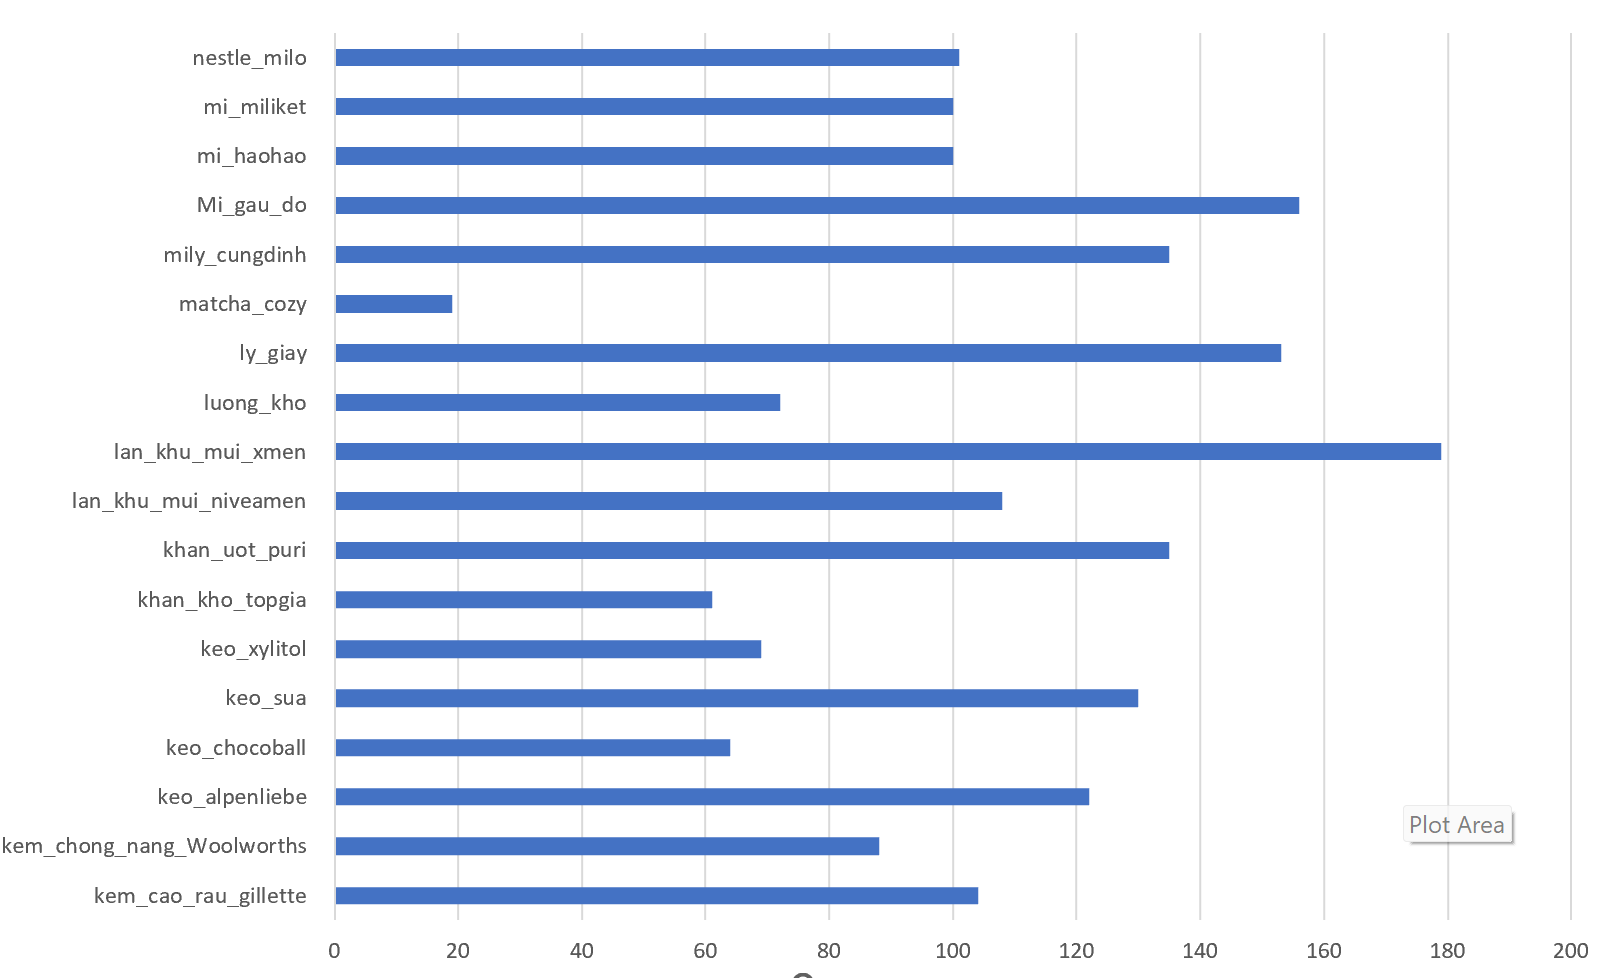 nestle_milo
mi_miliket
mi_haohao
Mi_gau_do
mily_cungdinh
matcha_cozy
ly_giay
luong_kho
lan_khu_mui_xmen
lan_khu_mui_niveamen
khan_uot_puri
khan_kho_topgia
keo_xylitol
keo_sua
keo_chocoball
keo_alpenliebe
Plot Area
kem_chong_nang_Woolworths
kem_cao_rau_gillette
0 20 40 60 80 100 120 140 160 180 200